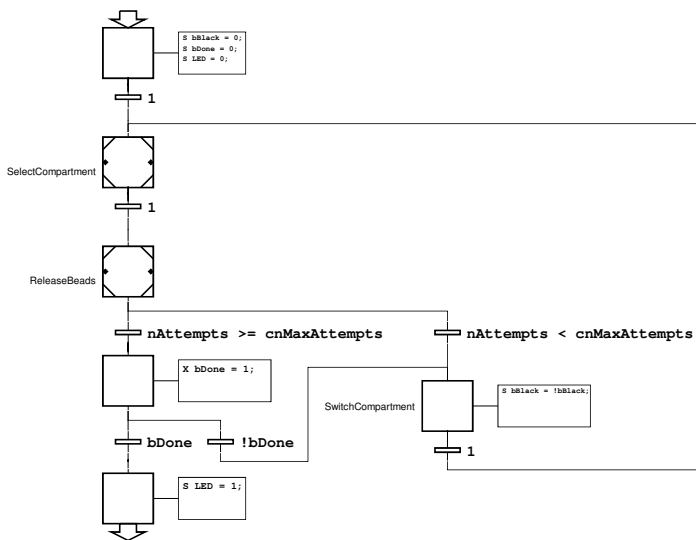 S bBlack = 0;
S bDone = 0;
S LED = 0;
1
SelectCompartment
1
ReleaseBeads
nAttempts >= cnMaxAttempts
nAttempts < cnMaxAttempts
X bDone = 1;
SwitchCompartment
S bBlack = !bBlack;
bDone
!bDone
1
S LED = 1;